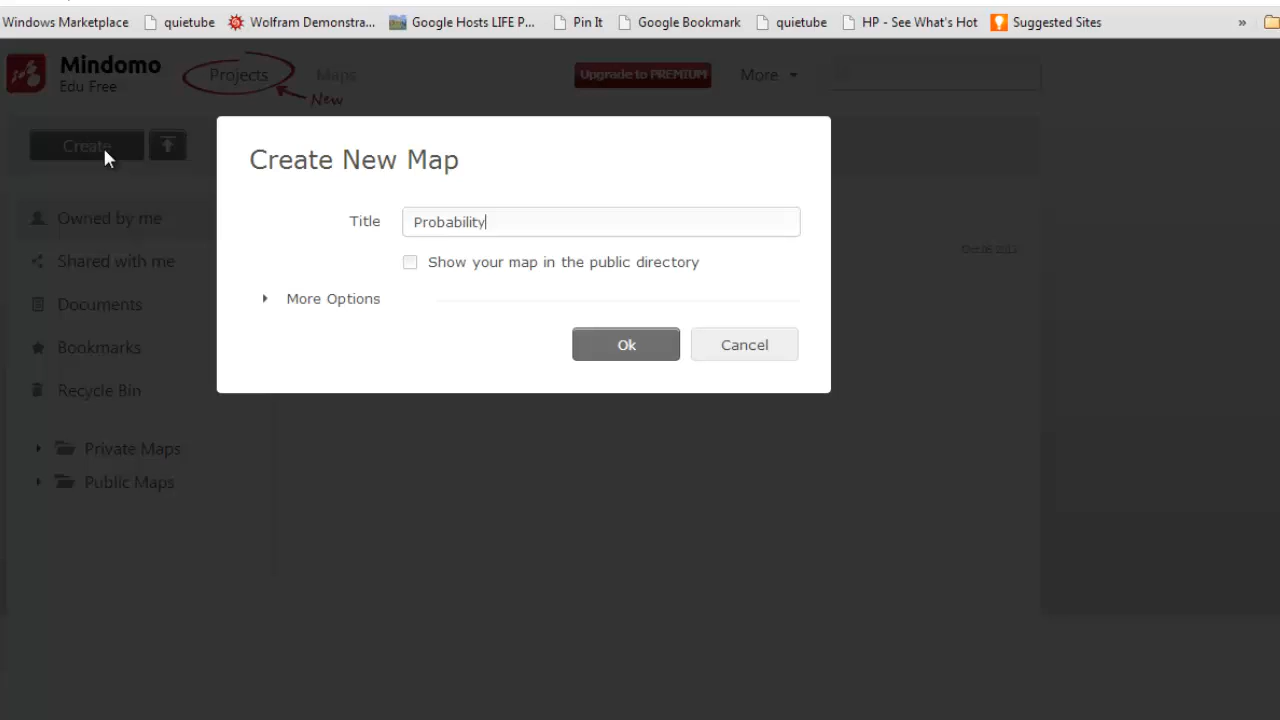 Windows Marketplace quietube Wolfram Demonstra... Google Hosts LIFE P... Pin It Google Bookmark quietube HP - See What's Hot Suggested Sites »
Mindomo
Edu Free
Projects Maps
New
Upgrade to PREMIUM More
Create
Create New Map
Title Probability
Show your map in the public directory
More Options
Ok Cancel
Owned by me
Shared with me
Documents
Bookmarks
Recycle Bin
Private Maps
Public Maps